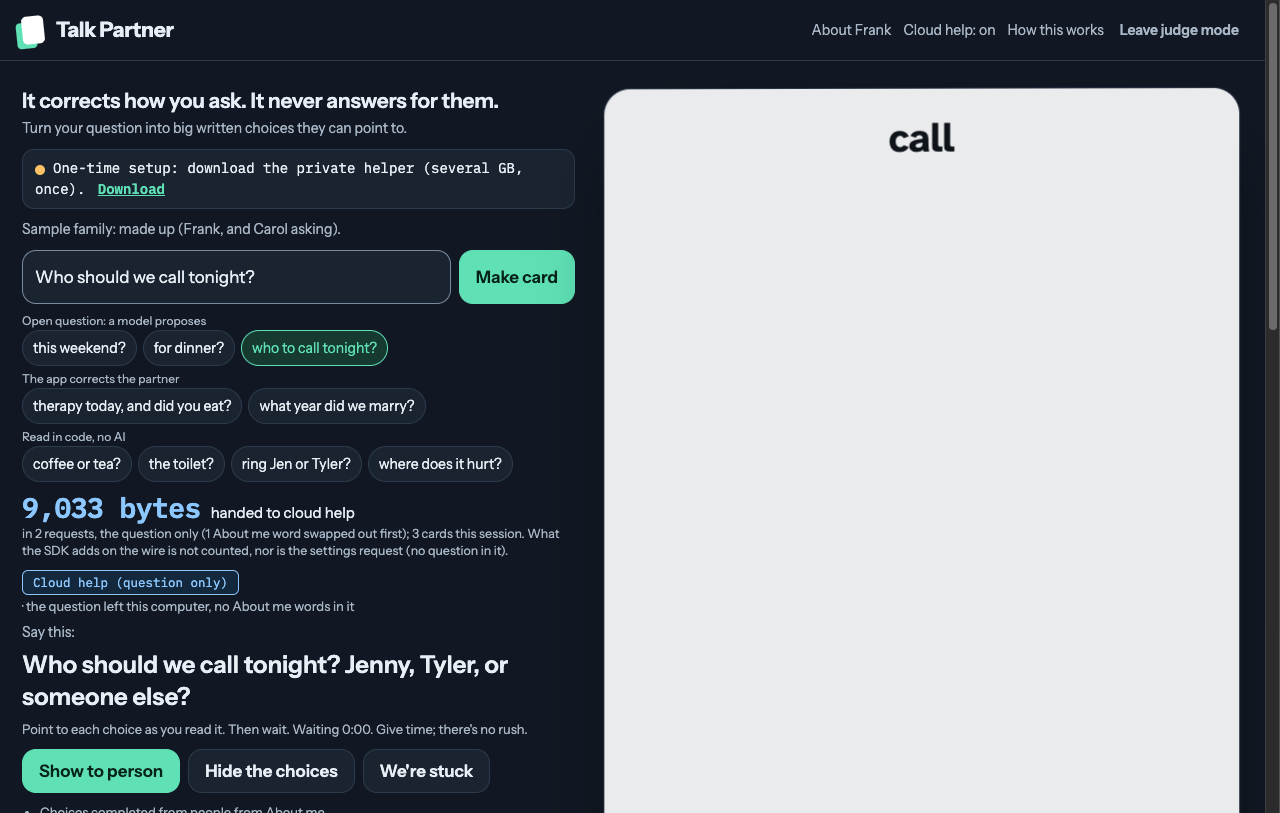 Talk Partner
About Frank Cloud help: on How this works Leave judge mode
It corrects how you ask. It never answers for them.
Turn your question into big written choices they can point to.
One-time setup: download the private helper (several GB,
once). Download
Sample family: made up (Frank, and Carol asking).
Who should we call tonight? Make card
Open question: a model proposes
this weekend? for dinner? who to call tonight?
The app corrects the partner
therapy today, and did you eat? what year did we marry?
Read in code, no AI
coffee or tea? the toilet? ring Jen or Tyler? where does it hurt?
9,033 bytes handed to cloud help
in 2 requests, the question only (1 About me word swapped out first); 3 cards this session. What
the SDK adds on the wire is not counted, nor is the settings request (no question in it).
Cloud help (question only)
· the question left this computer, no About me words in it
Say this:
Who should we call tonight? Jenny, Tyler, or
someone else?
Point to each choice as you read it. Then wait. Waiting 0:00. Give time; there's no rush.
Show to person Hide the choices We're stuck
Choices completed from people from About me
call